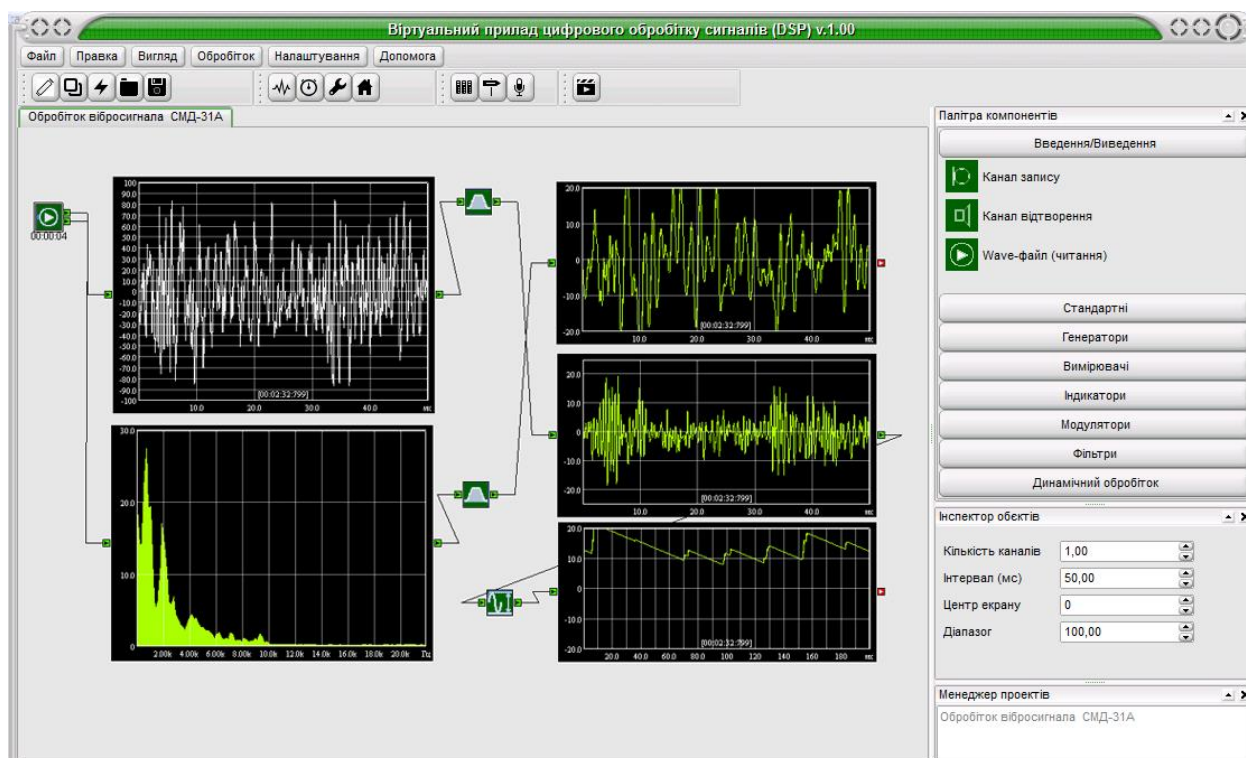 Віртуальний прилад цифрового обробітку сигналів (DSP) v.1.00
Файл Правка Вигляд Обробіток Налаштування Допомога
Обробіток вібросигнала СМД-31А
00:00:04
100
90.0
80.0
70.0
60.0
50.0
40.0
30.0
20.0
10.0
0
-10.0
-20.0
-30.0
-40.0
-50.0
-60.0
-70.0
-80.0
-90.0
-100
[00:02:32:799]
10.0 20.0 30.0 40.0 мс
30.0
20.0
10.0
0
2.00k 4.00k 6.00k 8.00k 10.0k 12.0k 14.0k 16.0k 18.0k 20.0k Гц
20.0
10.0
0
-10.0
-20.0
[00:02:32:799]
10.0 20.0 30.0 40.0 мс
20.0
10.0
0
-10.0
-20.0
[00:02:32:799]
10.0 20.0 30.0 40.0 мс
20.0
10.0
0
-10.0
-20.0
[00:02:32:799]
20.0 40.0 60.0 80.0 100 120 140 160 180 мс
Палітра компонентів
Введення/Виведення
Канал запису
Канал відтворення
Wave-файл (читання)
Стандартні
Генератори
Вимірювачі
Індикатори
Модулятори
Фільтри
Динамічний обробіток
Інспектор обєктів
Кількість каналів 1,00
Інтервал (мс) 50,00
Центр екрану 0
Діапазог 100,00
Менеджер проектів
Обробіток вібросигнала СМД-31А